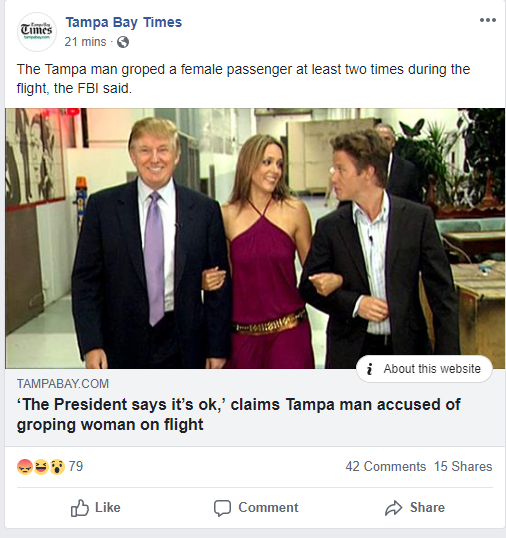 Tampa Bay
Times
tampabay.com
Tampa Bay Times
21 mins ·
The Tampa man groped a female passenger at least two times during the
flight, the FBI said.
i About this website
TAMPABAY.COM
‘The President says it’s ok,’ claims Tampa man accused of
groping woman on flight
79
42 Comments 15 Shares
Like Comment Share